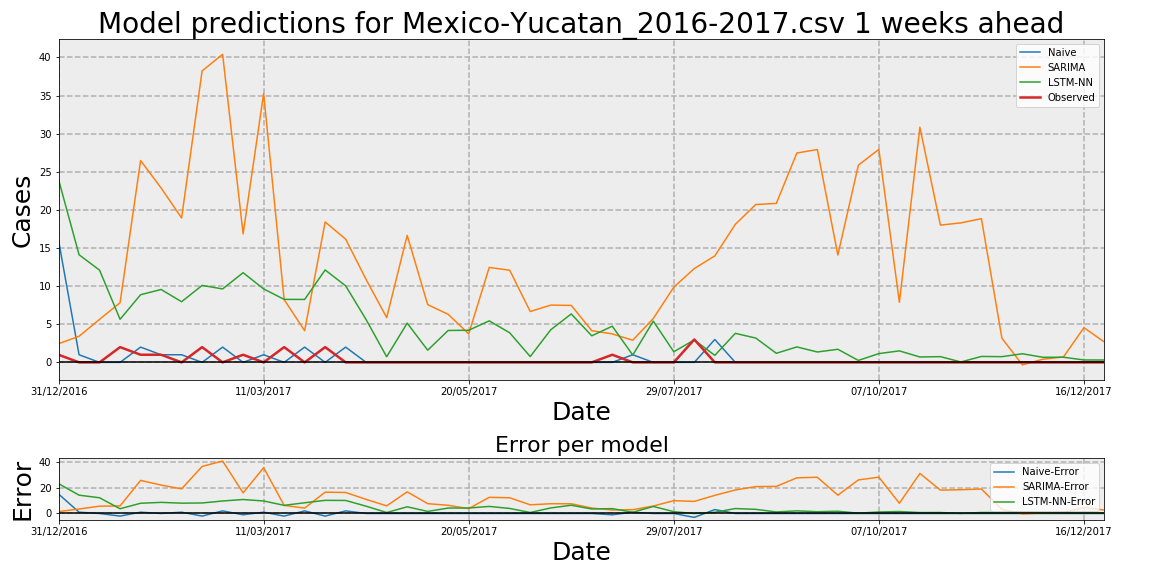 Model predictions for Mexico-Yucatan_2016-2017.csv 1 weeks ahead
40
35
30
25
20
15
10
5
0
Cases
Naive
SARIMA
LSTM-NN
Observed
31/12/2016 11/03/2017 20/05/2017 29/07/2017 07/10/2017 16/12/2017
Date
Error per model
40
20
0
Error
Naive-Error
SARIMA-Error
LSTM-NN-Error
31/12/2016 11/03/2017 20/05/2017 29/07/2017 07/10/2017 16/12/2017
Date